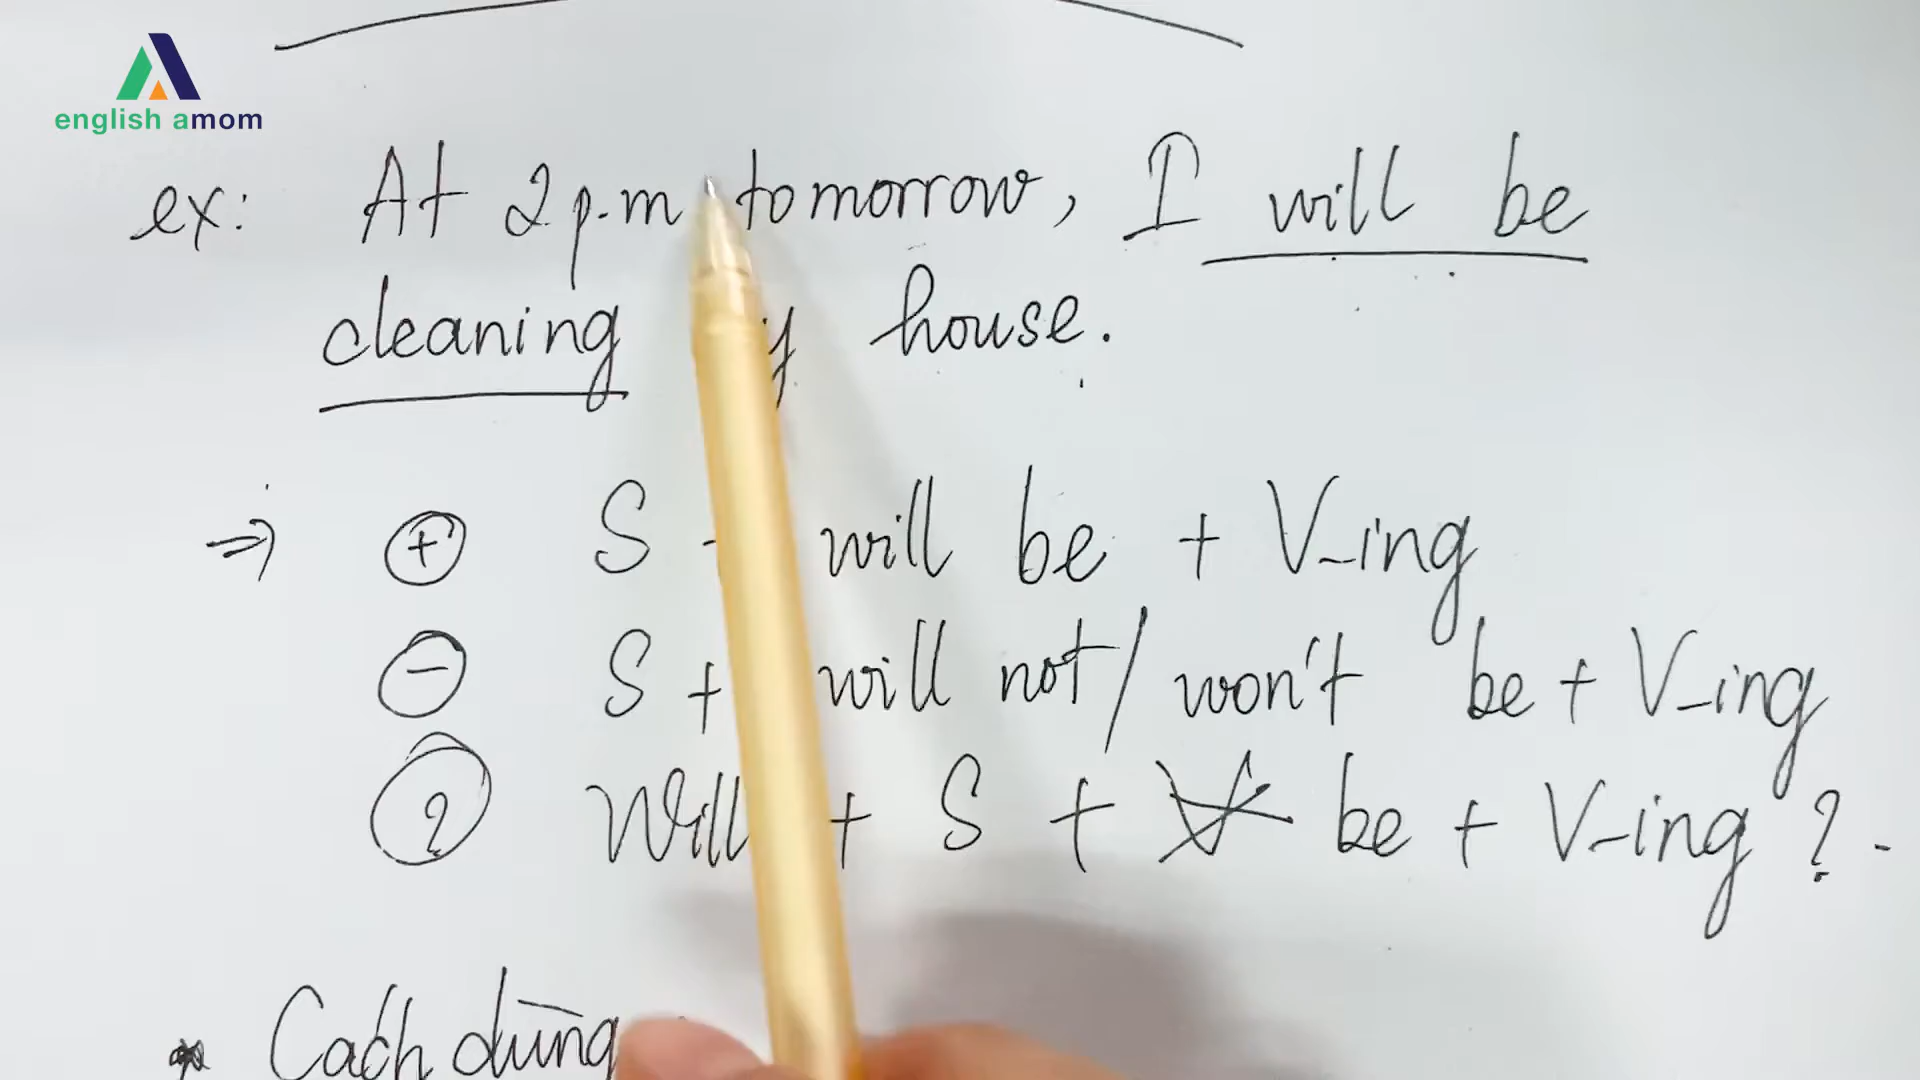 english amom
ex: At 2 p.m tomorrow, I will be
cleaning house.
⇒ + S + will be + V-ing
- S + will not / won't be + V-ing
? Will + S + be + V-ing ?
* Cách dùng